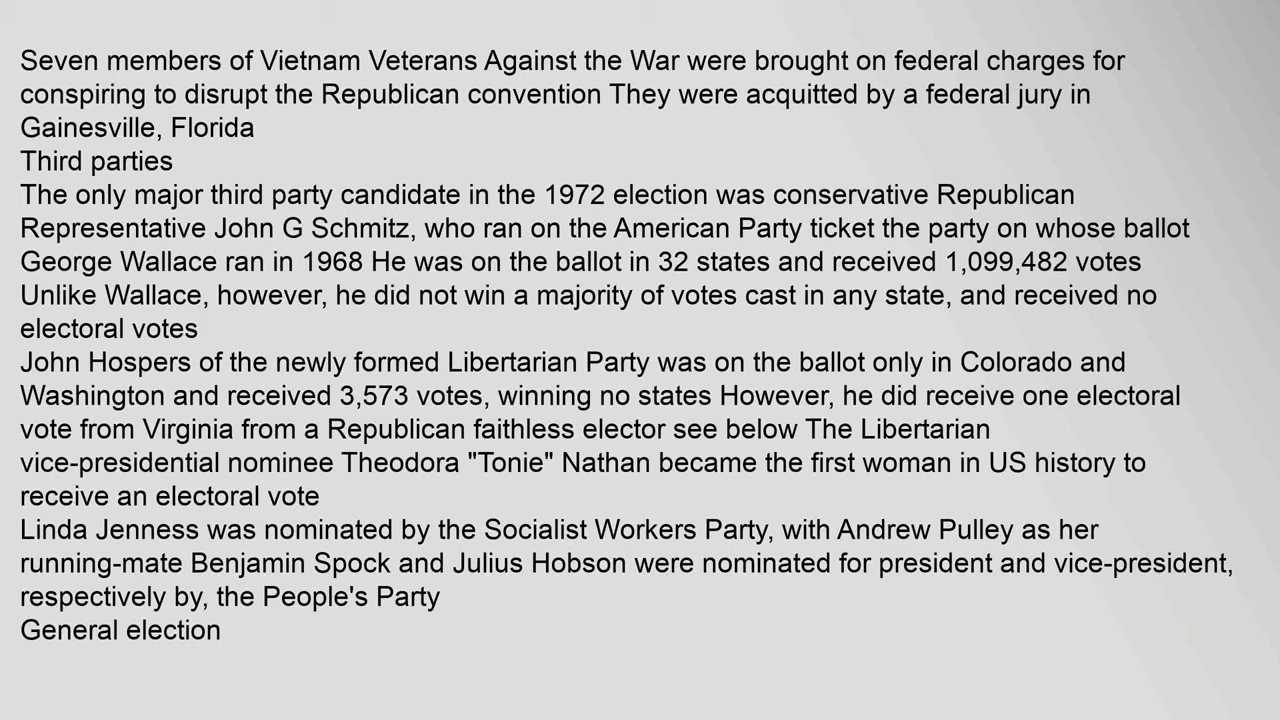 Seven members of Vietnam Veterans Against the War were brought on federal charges for
conspiring to disrupt the Republican convention They were acquitted by a federal jury in
Gainesville, Florida
Third parties
The only major third party candidate in the 1972 election was conservative Republican
Representative John G Schmitz, who ran on the American Party ticket the party on whose ballot
George Wallace ran in 1968 He was on the ballot in 32 states and received 1,099,482 votes
Unlike Wallace, however, he did not win a majority of votes cast in any state, and received no
electoral votes
John Hospers of the newly formed Libertarian Party was on the ballot only in Colorado and
Washington and received 3,573 votes, winning no states However, he did receive one electoral
vote from Virginia from a Republican faithless elector see below The Libertarian
vice-presidential nominee Theodora "Tonie" Nathan became the first woman in US history to
receive an electoral vote
Linda Jenness was nominated by the Socialist Workers Party, with Andrew Pulley as her
running-mate Benjamin Spock and Julius Hobson were nominated for president and vice-president,
respectively by, the People's Party
General election